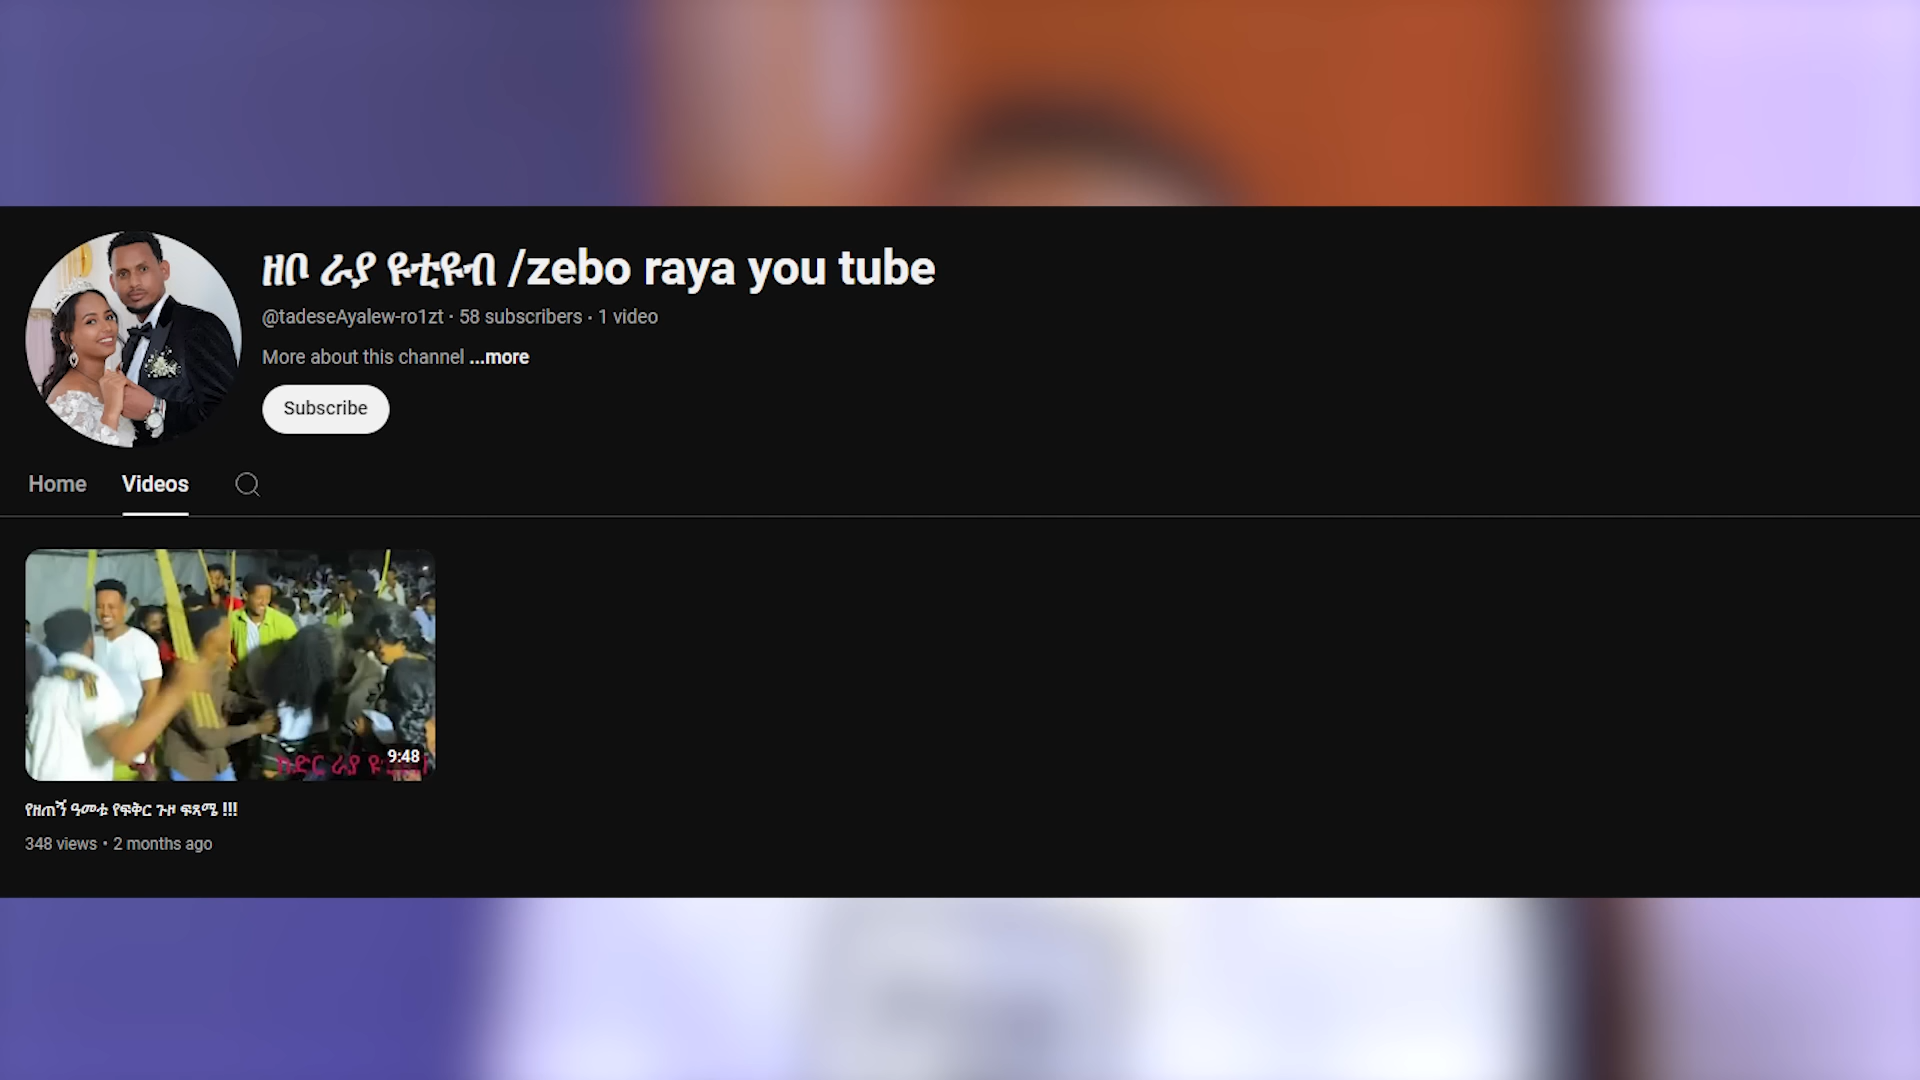 ዘቦ ራያ ዩቲዩብ /zebo raya you tube
@tadeseAyalew-ro1zt · 58 subscribers · 1 video
More about this channel ...more
Subscribe
Home Videos
ራያ
9:48
የዘጠኝ ዓመቱ የፍቅር ጉዞ ፍጻሜ !!!
348 views • 2 months ago